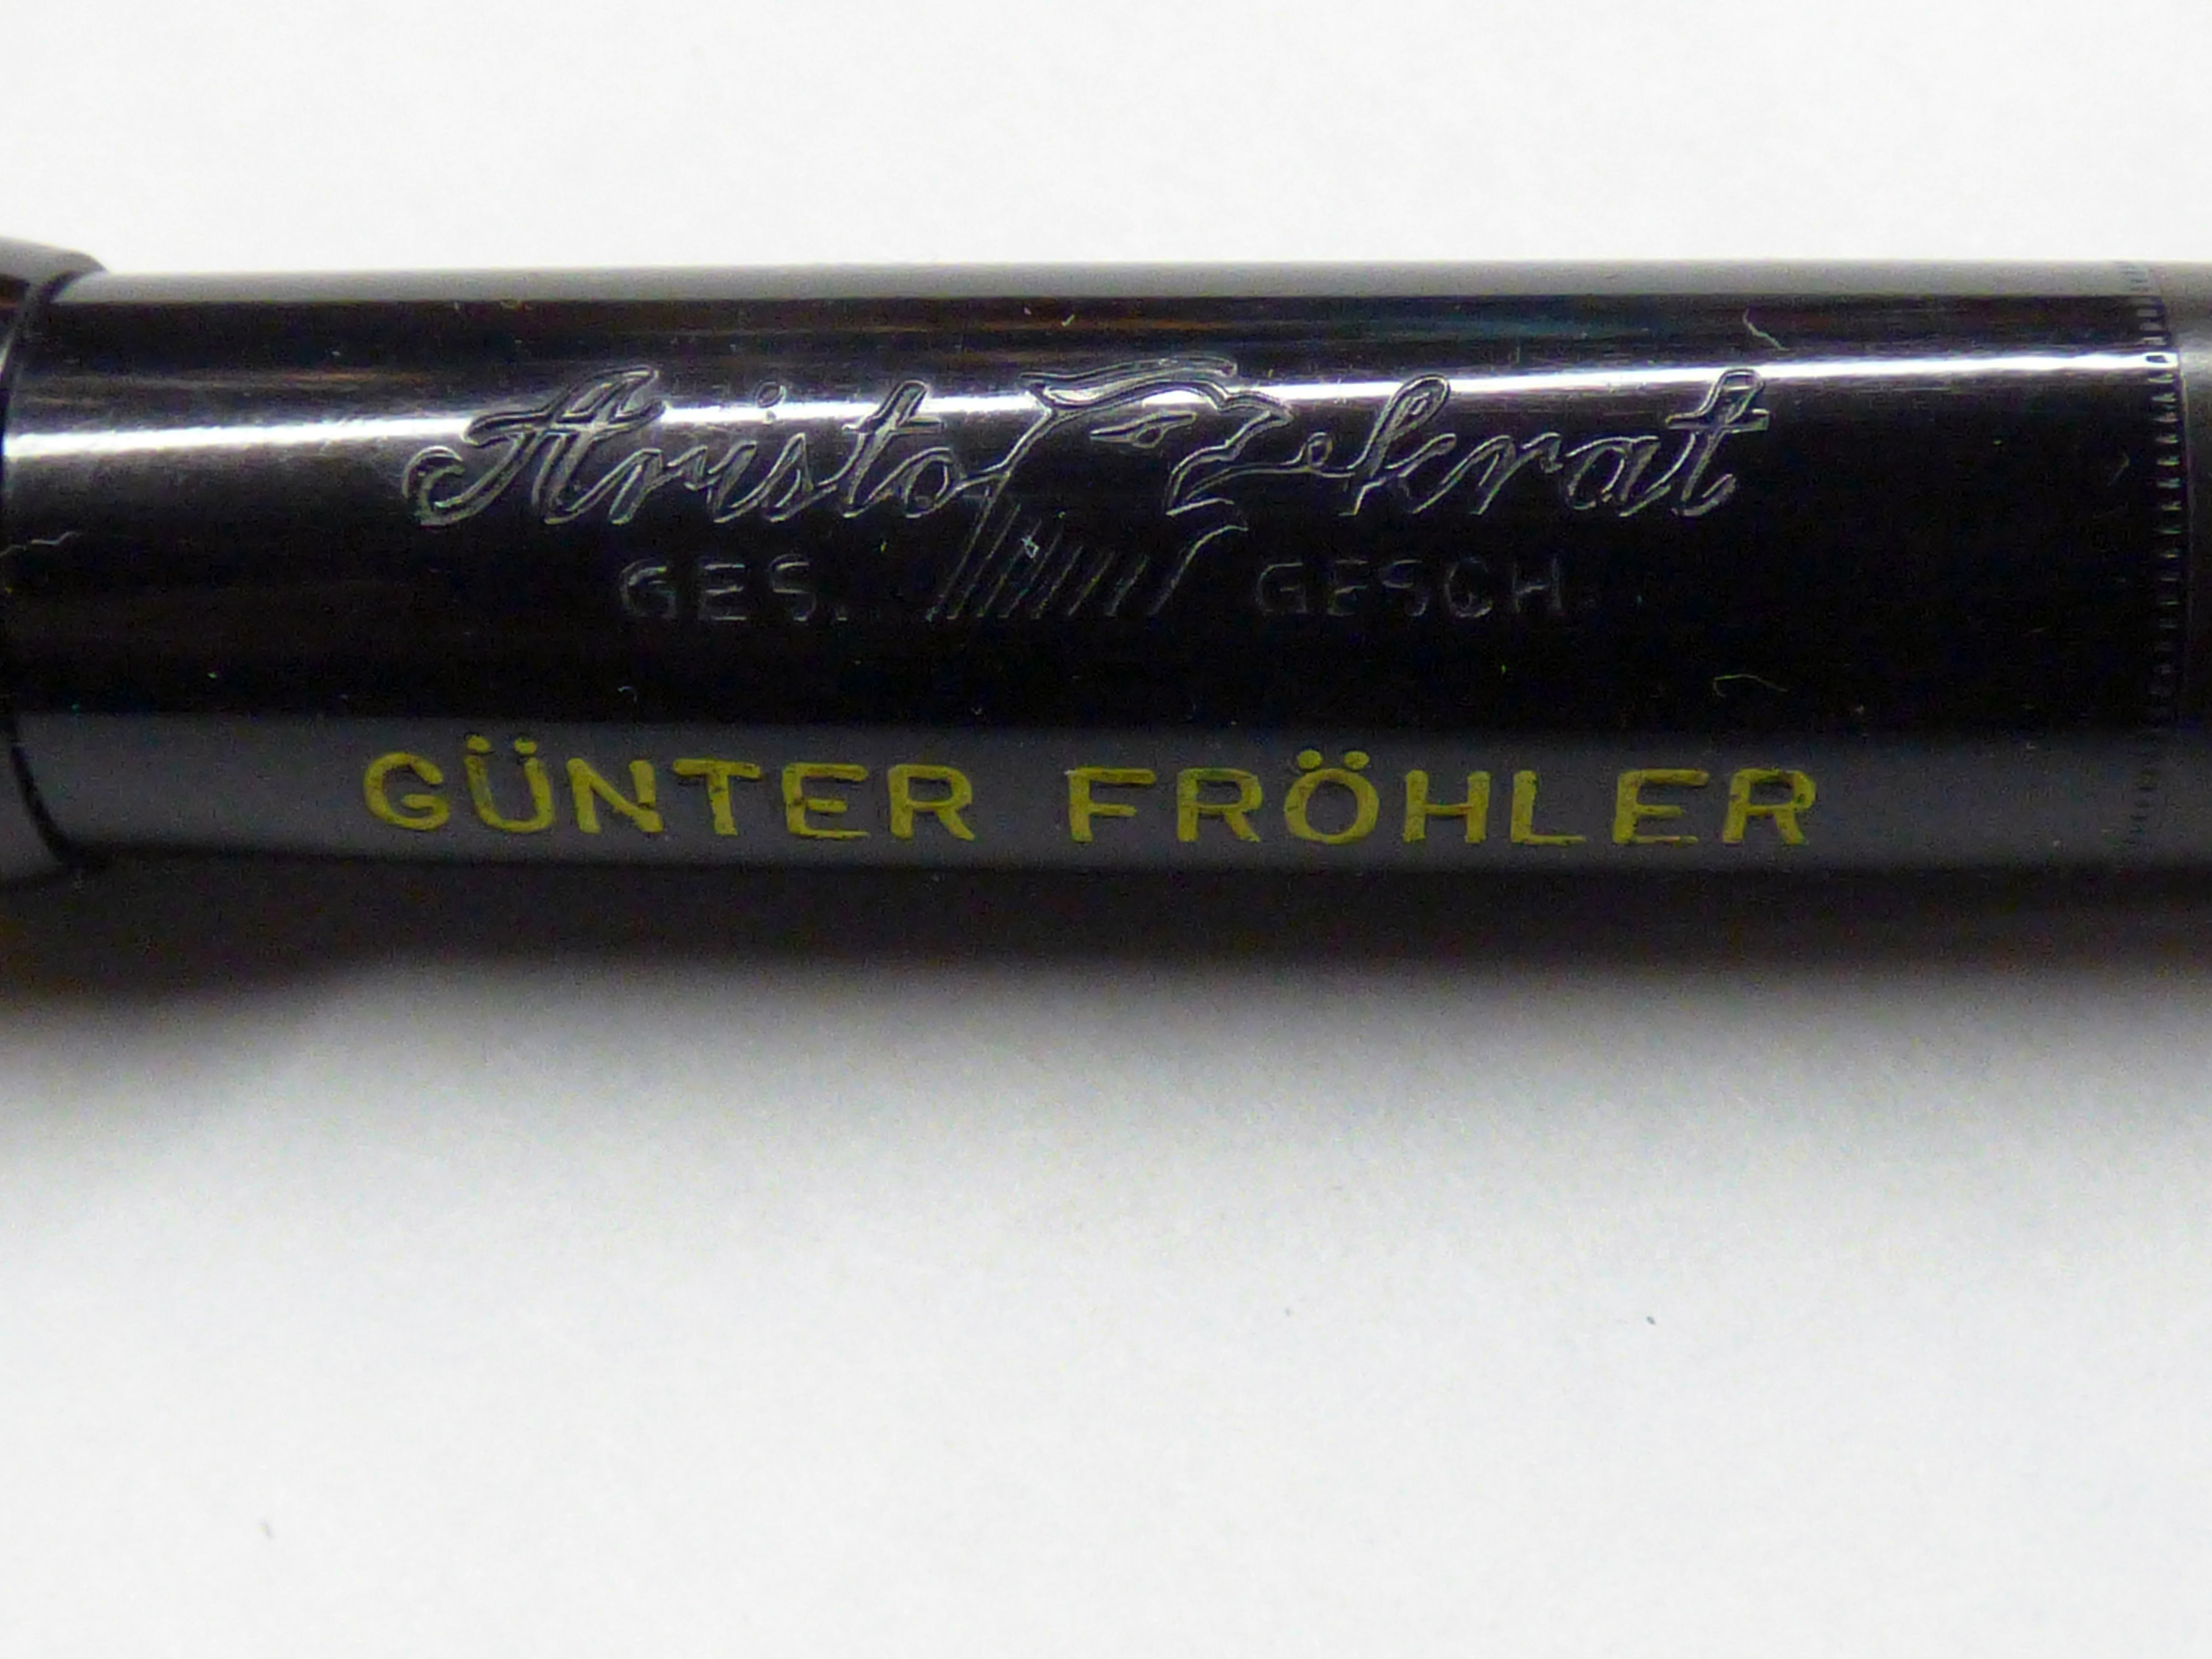 Aristokrat
GES. GESCH.
GÜNTER FRÖHLER